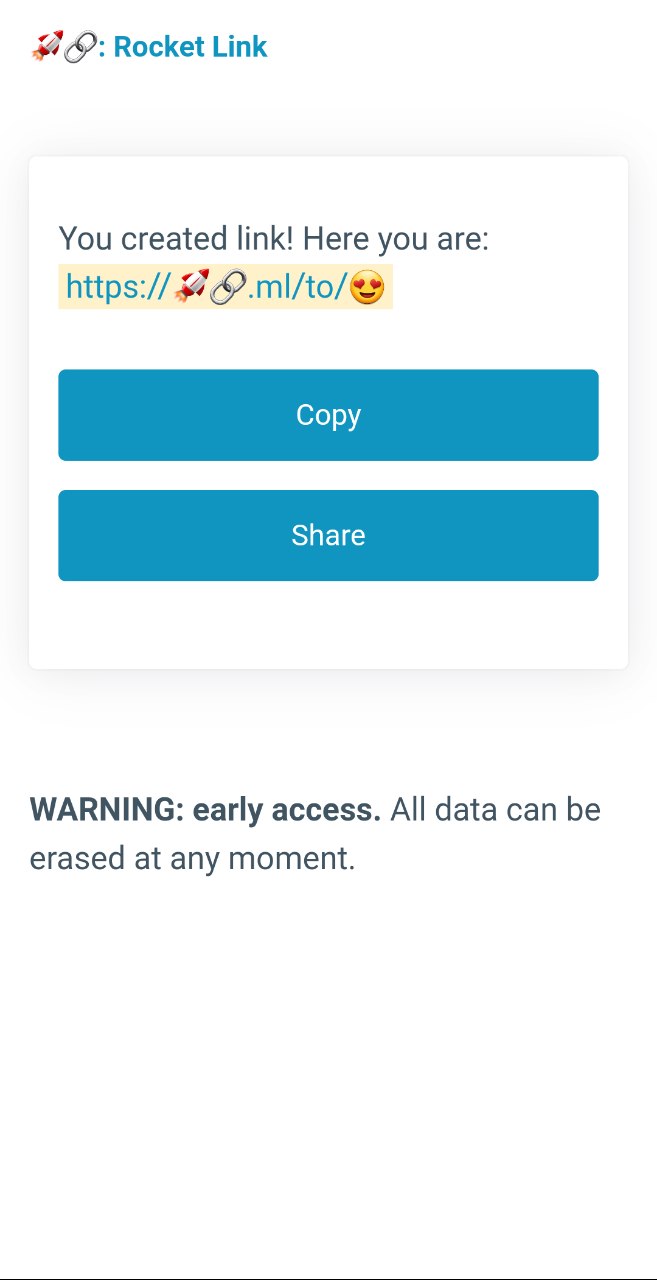 🚀🔗: Rocket Link
You created link! Here you are:
https://🚀🔗.ml/to/😍
Copy
Share
WARNING: early access. All data can be
erased at any moment.